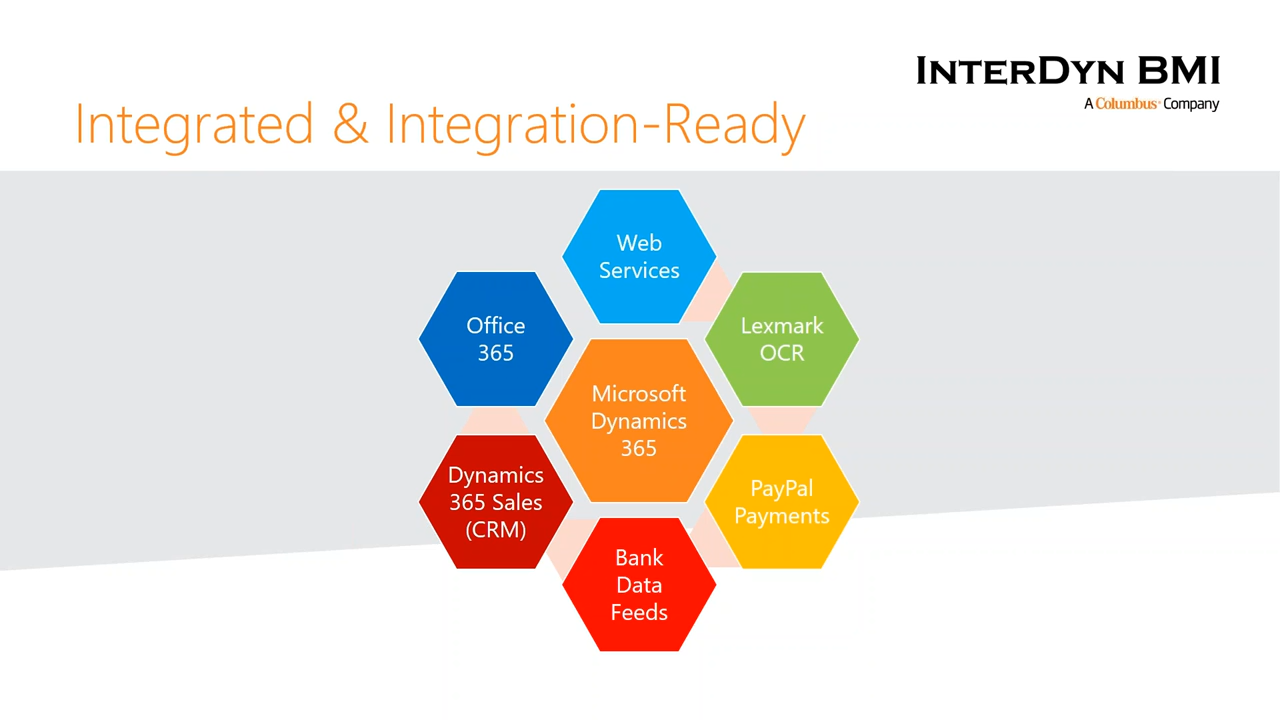 INTERDYN BMI
A Columbus Company
Integrated & Integration-Ready
Web
Services
Office
365
Lexmark
OCR
Microsoft
Dynamics
365
Dynamics
365 Sales
(CRM)
PayPal
Payments
Bank
Data
Feeds